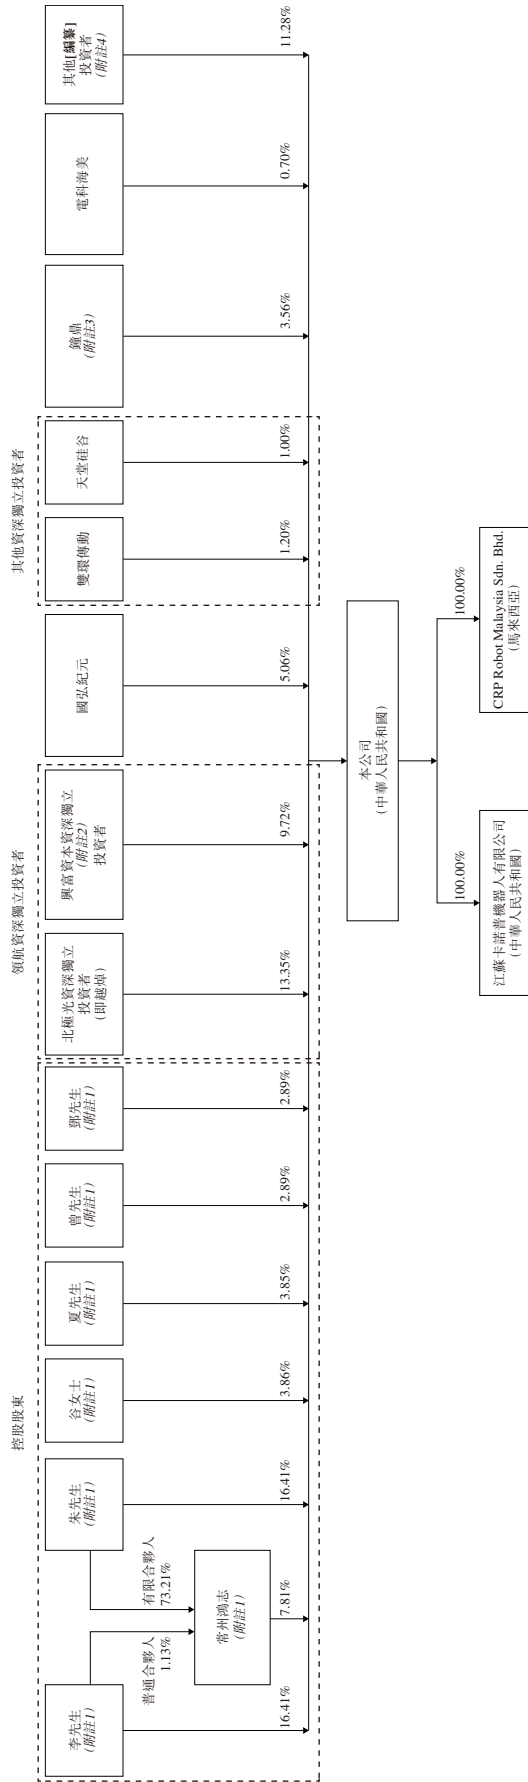 控股股東
領航資深獨立投資者
其他資深獨立投資者
李先生
(附註1)
朱先生
(附註1)
谷女士
(附註1)
夏先生
(附註1)
曾先生
(附註1)
鄧先生
(附註1)
北極光資深獨立
投資者
(即越焯)
興富資本資深獨立
(附註2)
投資者
國弘紀元
雙環傳動
天堂硅谷
鐘鼎
(附註3)
電科海美
其他[編纂]
投資者
(附註4)
普通合夥人
1.13%
有限合夥人
73.21%
常州鴻志
(附註1)
16.41%
7.81%
16.41%
3.86%
3.85%
2.89%
2.89%
13.35%
9.72%
5.06%
1.20%
1.00%
3.56%
0.70%
11.28%
本公司
(中華人民共和國)
100.00%
100.00%
江蘇卡諾普機器人有限公司
(中華人民共和國)
CRP Robot Malaysia Sdn. Bhd.
(馬來西亞)